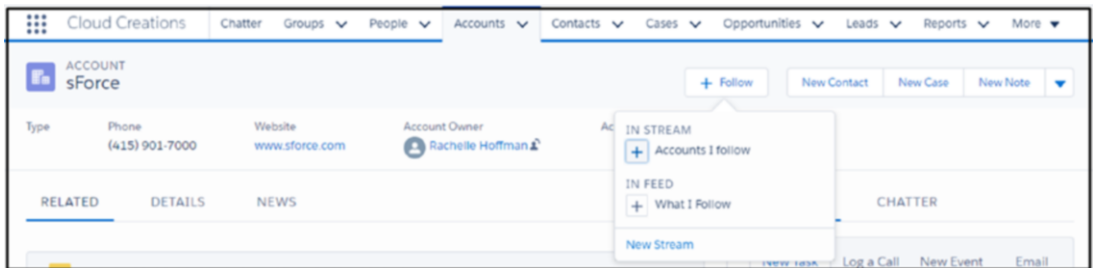 Cloud Creations Chatter Groups People Accounts Contacts Cases Opportunities Leads Reports More
ACCOUNT
sForce
+ Follow New Contact New Case New Note
Type Phone Website Account Owner Ac
(415) 901-7000 www.sforce.com Rachelle Hoffman
IN STREAM
+ Accounts I follow
IN FEED
+ What I Follow
New Stream
RELATED DETAILS NEWS CHATTER
New Task Log a Call New Event Email